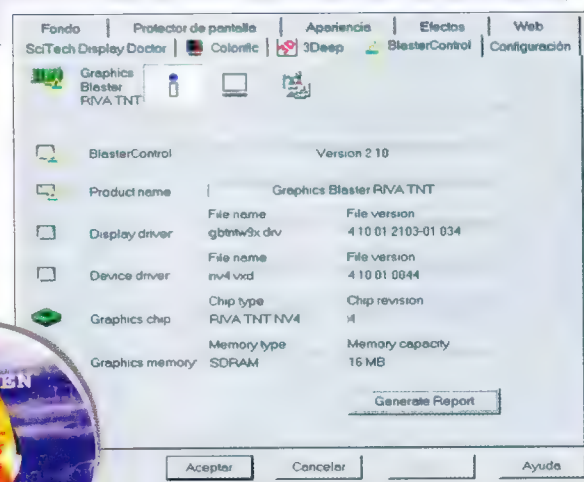 Fondo Protector de pantalla Apariencia Efectos Web
SciTech Display Doctor Colorific 3Deep BlasterControl Configuración
Graphics
Blaster
RIVA TNT
BlasterControl Version 2 10
Product name Graphics Blaster RIVA TNT
File name File version
Display driver gbtntw9x drv 4 10 01 2103-01 034
File name File version
Device driver nv4 vxd 4 10 01 0844
Chip type Chip revision
Graphics chip RIVA TNT NV4
Memory type Memory capacity
Graphics memory SDRAM 16 MB
Generate Report
Aceptar Cancelar Ayuda